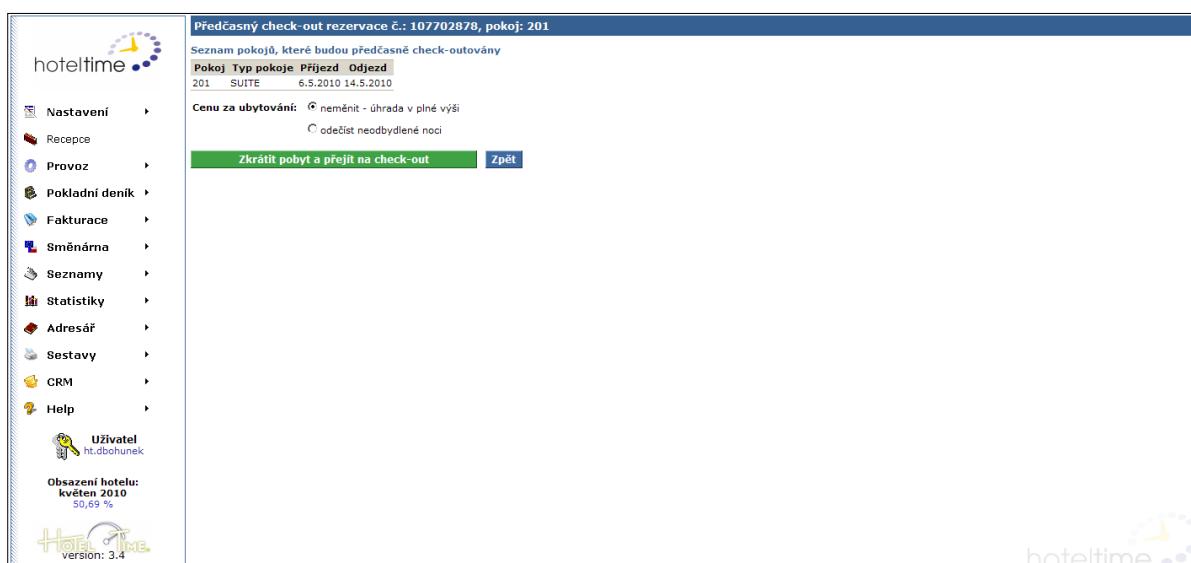 hoteltime
Nastavení
Recepce
Provoz
Pokladní deník
Fakturace
Směnárna
Seznamy
Statistiky
Adresář
Sestavy
CRM
Help
Uživatel
ht.dbohunek
Obsazení hotelu:
květen 2010
50,69 %
HOTEL TIME.
version: 3.4
Předčasný check-out rezervace č.: 107702878, pokoj: 201
Seznam pokojů, které budou předčasně check-outovány
Pokoj Typ pokoje Příjezd Odjezd
201 SUITE 6.5.2010 14.5.2010
Cenu za ubytování: neměnit - úhrada v plné výši
odečíst neodbydlené noci
Zkrátit pobyt a přejít na check-out Zpět
hoteltime